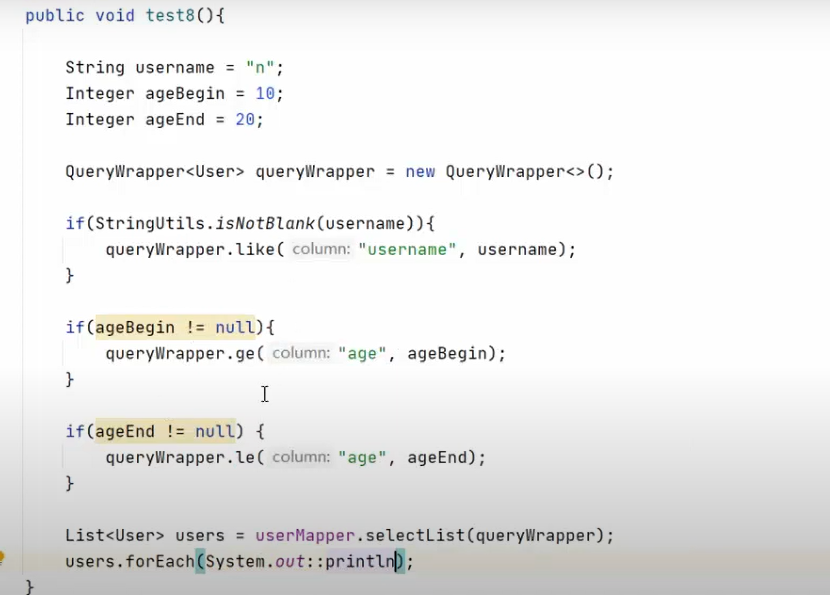 public void test8(){
String username = "n";
Integer ageBegin = 10;
Integer ageEnd = 20;
QueryWrapper<User> queryWrapper = new QueryWrapper<>();
if(StringUtils.isNotBlank(username)){
queryWrapper.like( column: "username", username);
}
if(ageBegin != null){
queryWrapper.ge( column: "age", ageBegin);
}
if(ageEnd != null) {
queryWrapper.le( column: "age", ageEnd);
}
List<User> users = userMapper.selectList(queryWrapper);
users.forEach(System.out::println);
}